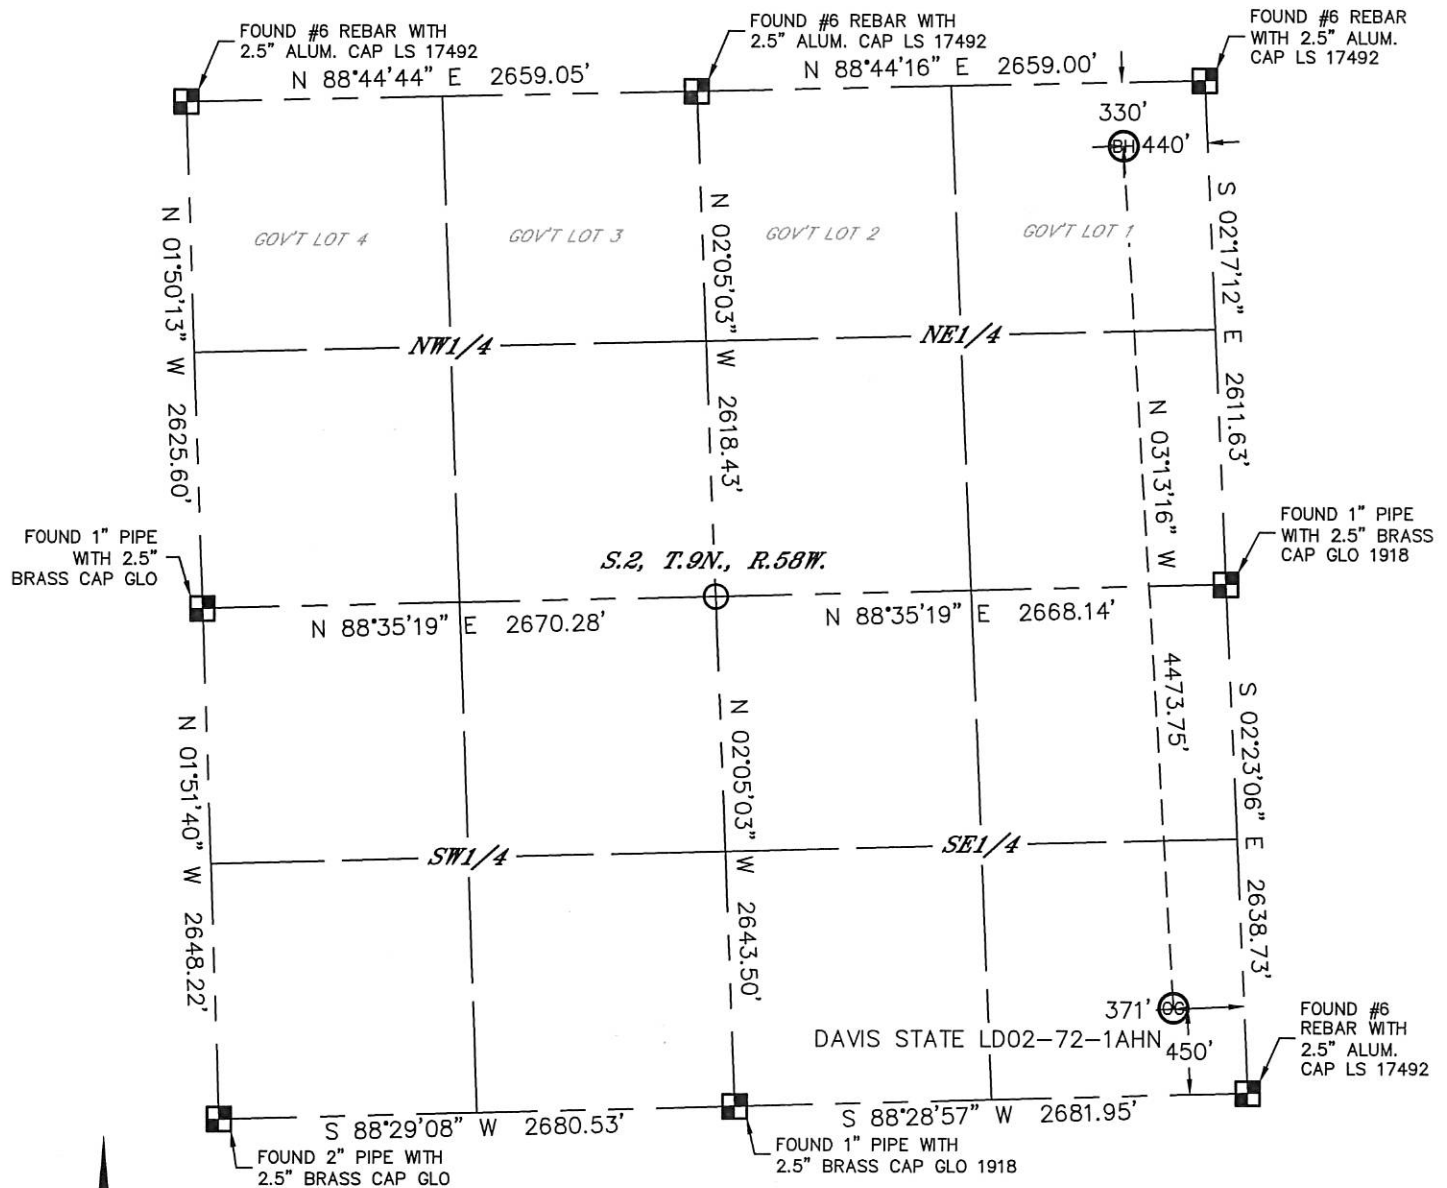 FOUND #6 REBAR WITH
2.5" ALUM. CAP LS 17492
FOUND #6 REBAR WITH
2.5" ALUM. CAP LS 17492
FOUND #6 REBAR
WITH 2.5" ALUM.
CAP LS 17492
N 88°44'44" E 2659.05'
N 88°44'16" E 2659.00'
330'
BH 440'
GOV'T LOT 4
GOV'T LOT 3
GOV'T LOT 2
GOV'T LOT 1
N 01°50'13" W 2625.60'
N 02°05'03" W 2618.43'
S 02°17'12" E 2611.63'
NW1/4
NE1/4
N 03°13'16" W 4473.75'
FOUND 1" PIPE
WITH 2.5"
BRASS CAP GLO
S.2, T.9N., R.58W.
FOUND 1" PIPE
WITH 2.5" BRASS
CAP GLO 1918
N 88°35'19" E 2670.28'
N 88°35'19" E 2668.14'
N 01°51'40" W 2648.22'
N 02°05'03" W 2643.50'
S 02°23'06" E 2638.73'
SW1/4
SE1/4
371' OG
DAVIS STATE LD02-72-1AHN
450'
FOUND #6
REBAR WITH
2.5" ALUM.
CAP LS 17492
S 88°29'08" W 2680.53'
S 88°28'57" W 2681.95'
FOUND 2" PIPE WITH
2.5" BRASS CAP GLO
FOUND 1" PIPE WITH
2.5" BRASS CAP GLO 1918